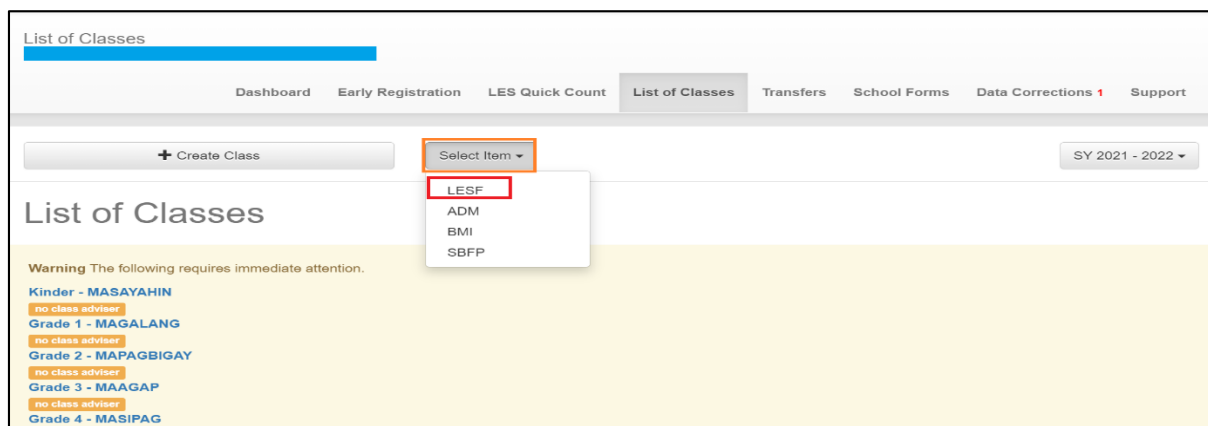 List of Classes
Dashboard Early Registration LES Quick Count List of Classes Transfers School Forms Data Corrections 1 Support
+ Create Class Select Item SY 2021 - 2022
LESF
ADM
BMI
SBFP
List of Classes
Warning The following requires immediate attention.
Kinder - MASAYAHIN
no class adviser
Grade 1 - MAGALANG
no class adviser
Grade 2 - MAPAGBIGAY
no class adviser
Grade 3 - MAAGAP
no class adviser
Grade 4 - MASIPAG